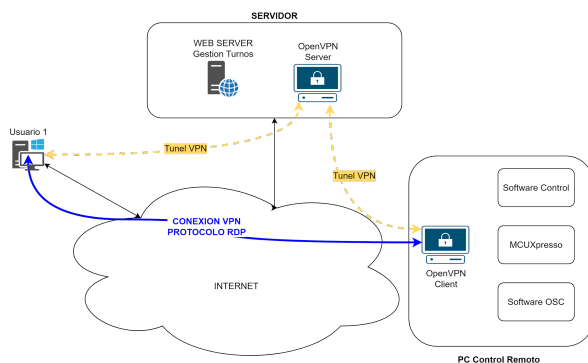 SERVIDOR
WEB SERVER
Gestion Turnos
OpenVPN
Server
Usuario 1
Tunel VPN
Tunel VPN
Software Control
CONEXION VPN
PROTOCOLO RDP
MCUXpresso
OpenVPN
Client
INTERNET
Software OSC
PC Control Remoto